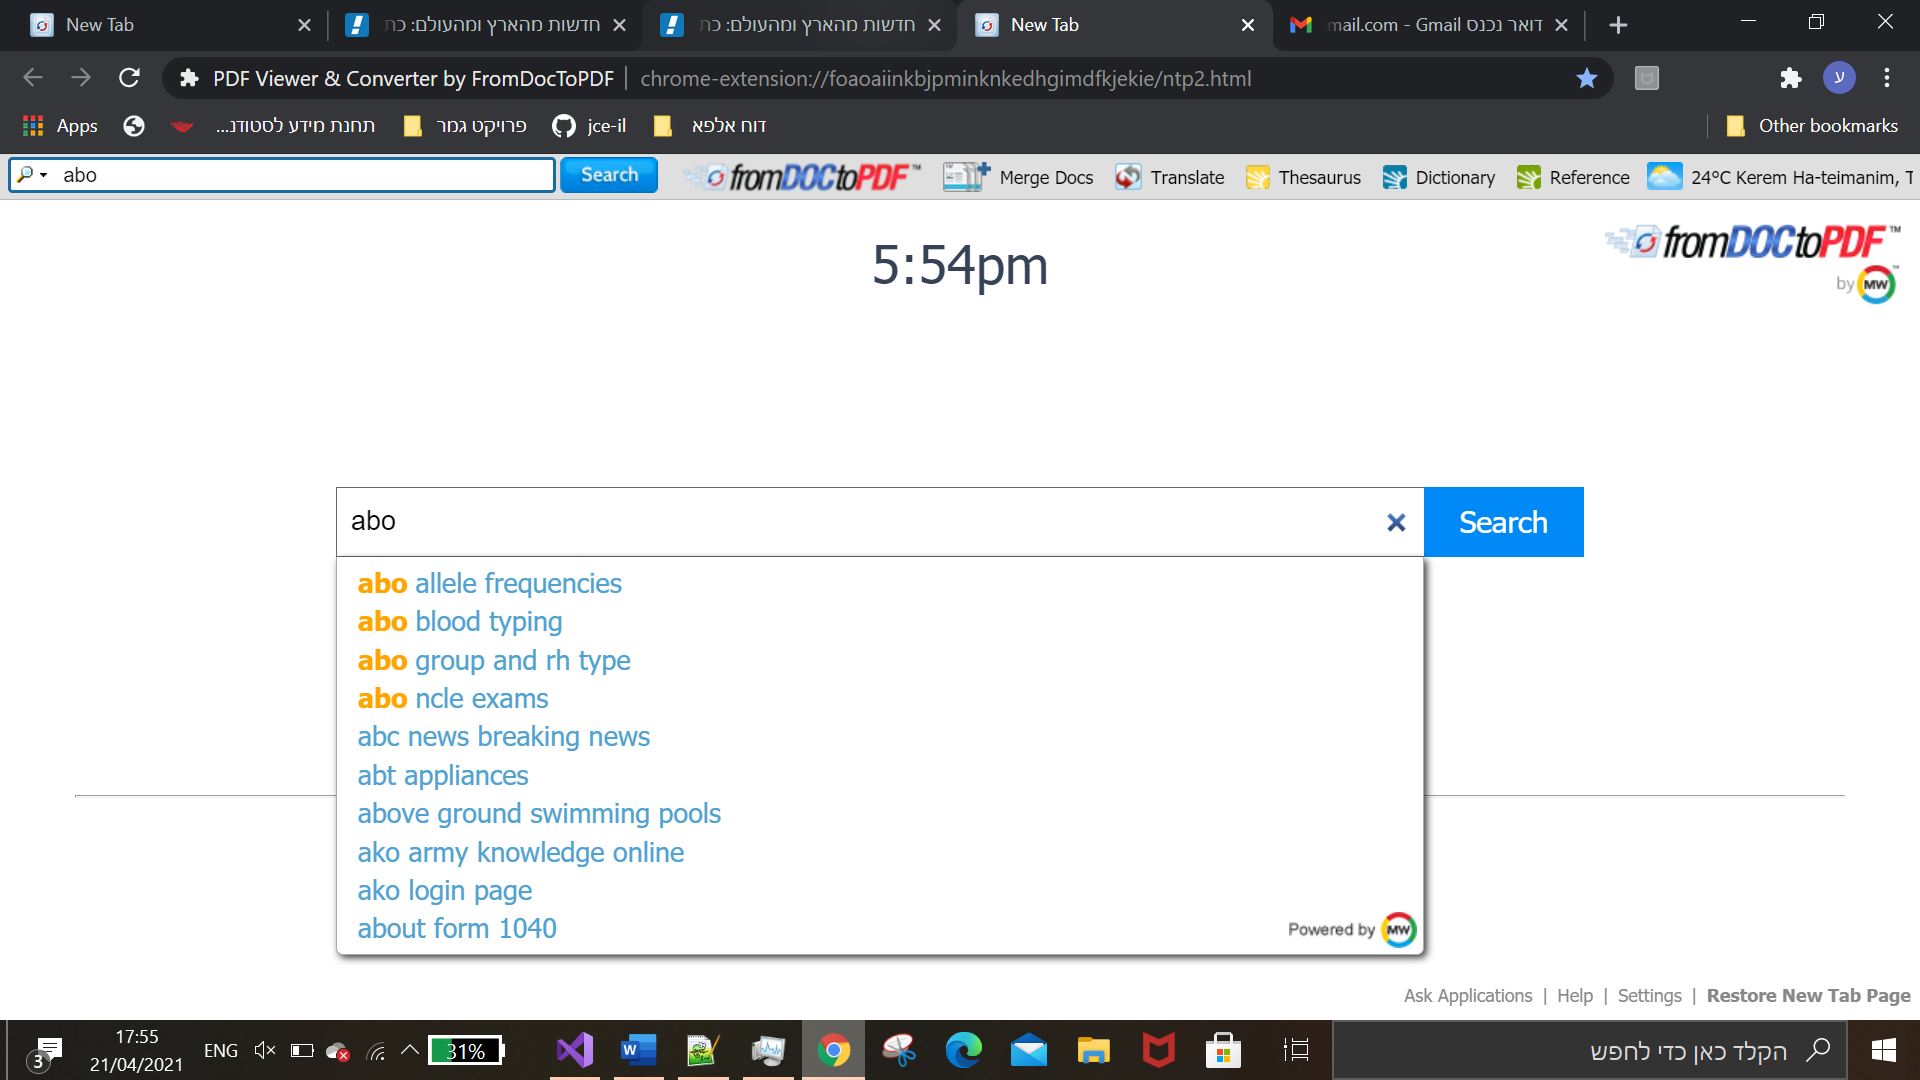 New Tab
חדשות מהארץ ומהעולם: כת
חדשות מהארץ ומהעולם: כת
New Tab
mail.com - Gmail דואר נכנס
PDF Viewer & Converter by FromDocToPDF | chrome-extension://foaoaiinkbjpminknkedhgimdfkjekie/ntp2.html
ע
Apps
תחנת מידע לסטודנ...
פרויקט גמר
jce-il
דוח אלפא
Other bookmarks
abo
Search
fromDOCtoPDF™
Merge Docs
Translate
Thesaurus
Dictionary
Reference
24°C Kerem Ha-teimanim, T
5:54pm
fromDOCtoPDF™
by MW™
abo
Search
abo allele frequencies
abo blood typing
abo group and rh type
abo ncle exams
abc news breaking news
abt appliances
above ground swimming pools
ako army knowledge online
ako login page
about form 1040
Powered by MW
Ask Applications | Help | Settings | Restore New Tab Page
3
17:55
21/04/2021
ENG
31%
הקלד כאן כדי לחפש